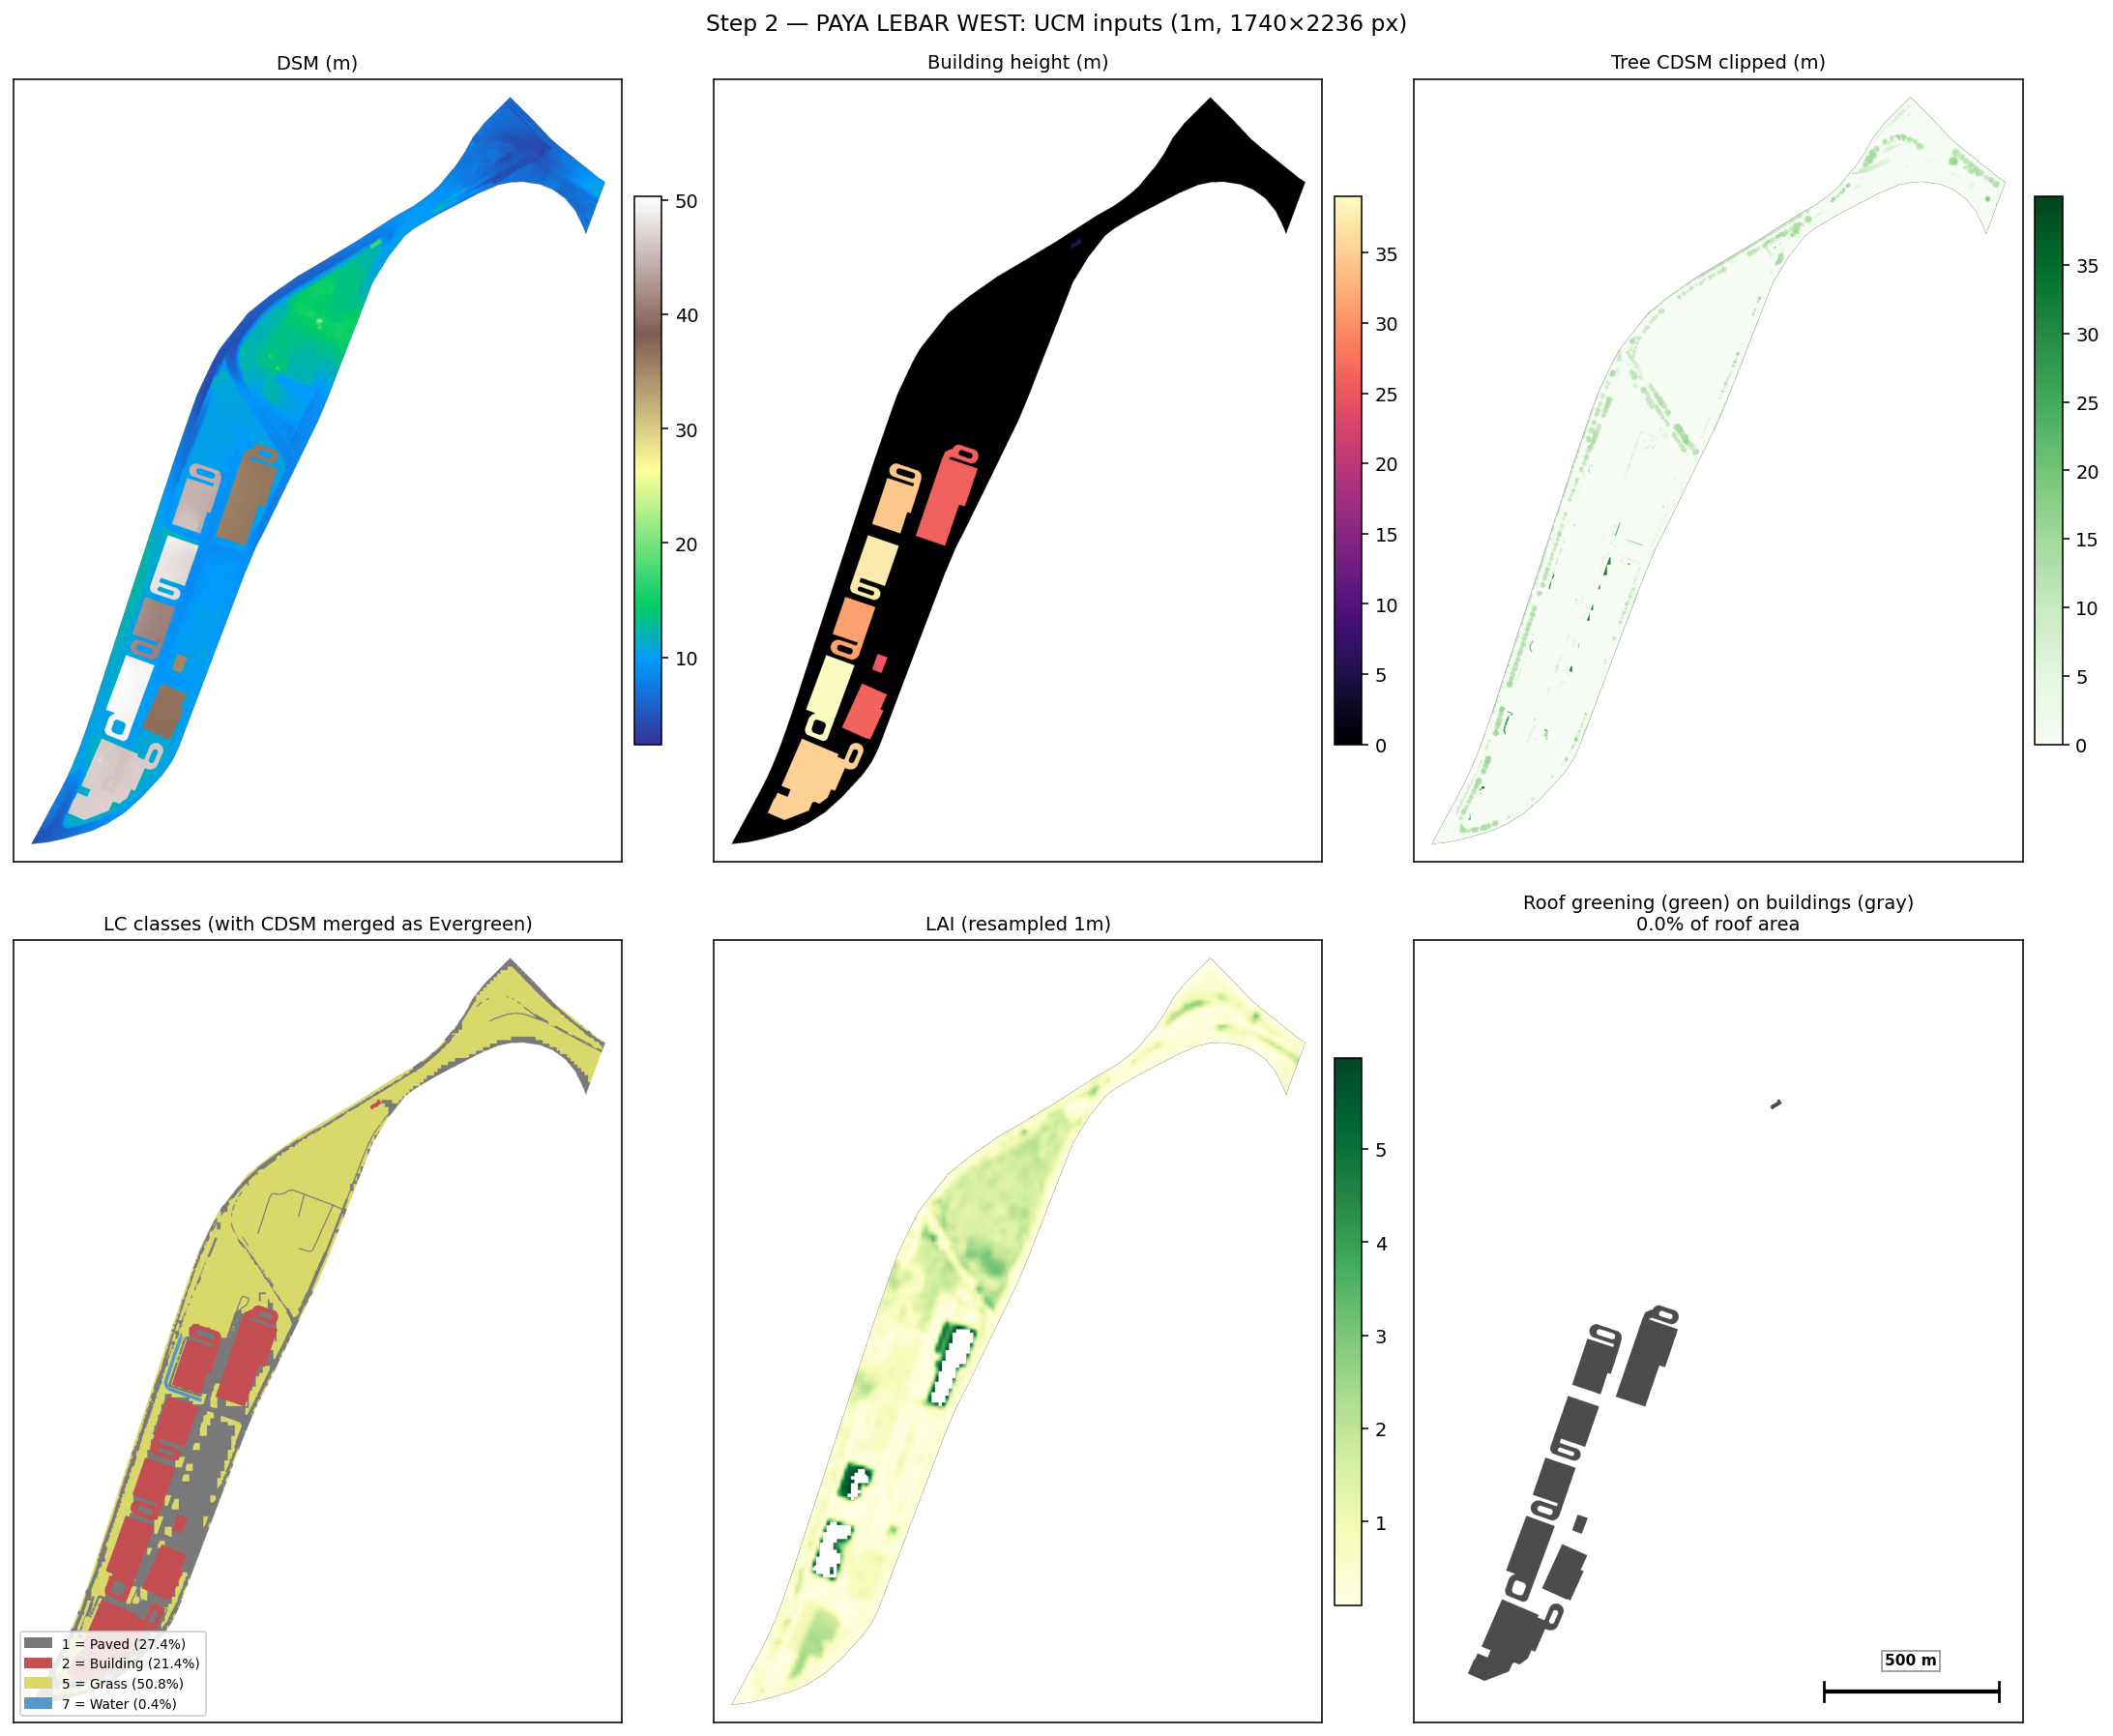 Step 2 — PAYA LEBAR WEST: UCM inputs (1m, 1740×2236 px)
DSM (m)
50
40
30
20
10
Building height (m)
35
30
25
20
15
10
5
0
Tree CDSM clipped (m)
35
30
25
20
15
10
5
0
LC classes (with CDSM merged as Evergreen)
1 = Paved (27.4%)
2 = Building (21.4%)
5 = Grass (50.8%)
7 = Water (0.4%)
LAI (resampled 1m)
5
4
3
2
1
Roof greening (green) on buildings (gray)
0.0% of roof area
500 m